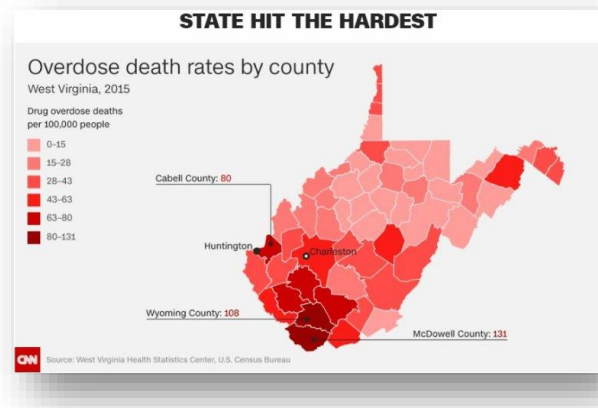 STATE HIT THE HARDEST
Overdose death rates by county
West Virginia, 2015
Drug overdose deaths
per 100,000 people
0–15
15–28
28–43
43–63
63–80
80–131
Cabell County: 80
Huntington
Charleston
Wyoming County: 108
McDowell County: 131
CNN
Source: West Virginia Health Statistics Center, U.S. Census Bureau